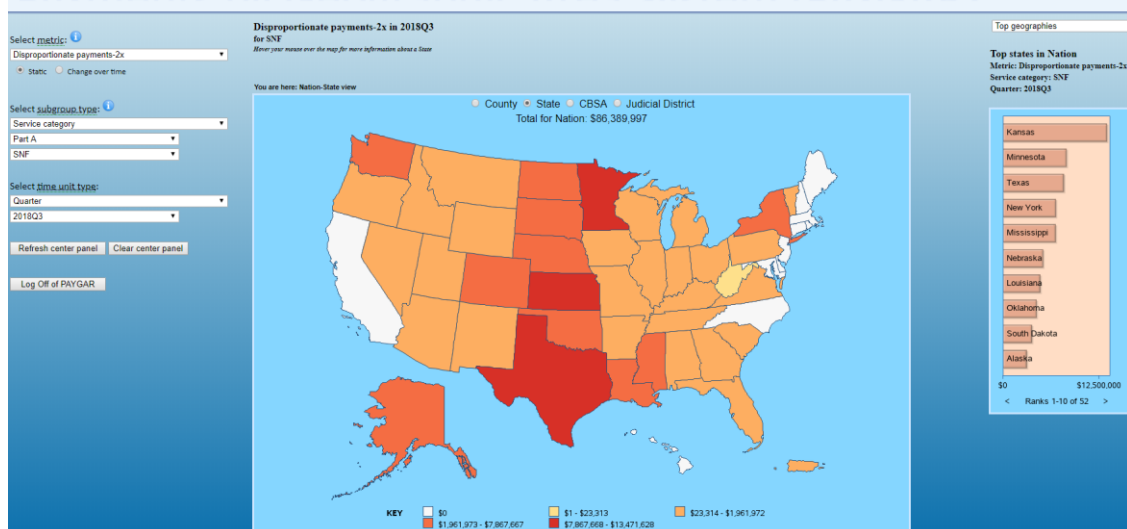 Select metric:
Disproportionate payments-2x
Static Change over time
Select subgroup type:
Service category
Part A
SNF
Select time unit type:
Quarter
2018Q3
Refresh center panel Clear center panel
Log Off of PAYGAR
Disproportionate payments-2x in 2018Q3
for SNF
Hover your mouse over the map for more information about a State
You are here: Nation-State view
County State CBSA Judicial District
Total for Nation: $86,389,997
KEY $0 $1 - $23,313 $23,314 - $1,961,972
$1,961,973 - $7,867,667 $7,867,668 - $13,471,628
Top geographies
Top states in Nation
Metric: Disproportionate payments-2x
Service category: SNF
Quarter: 2018Q3
Kansas
Minnesota
Texas
New York
Mississippi
Nebraska
Louisiana
Oklahoma
South Dakota
Alaska
$0 $12,500,000
< Ranks 1-10 of 52 >